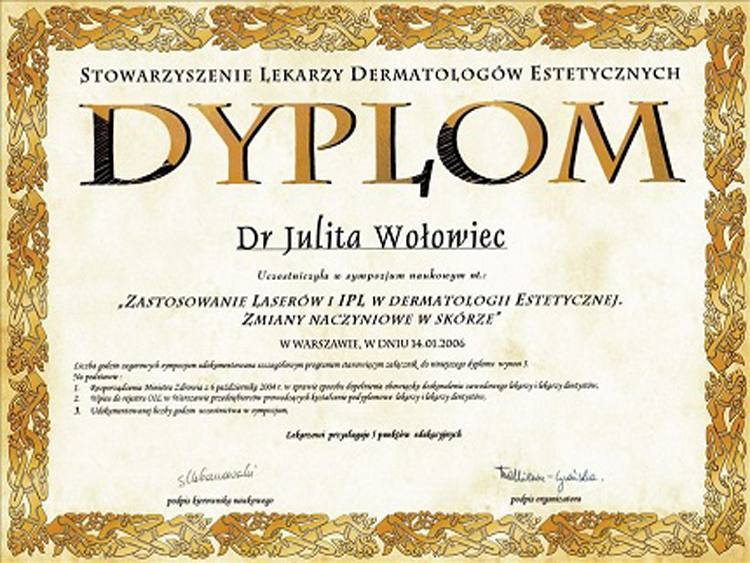 STOWARZYSZENIE LEKARZY DERMATOLOGÓW ESTETYCZNYCH
DYPLOM
Dr Julita Wołowiec
Uczestniczyła w sympozjum naukowym nt.:
„ZASTOSOWANIE LASERÓW I IPL W DERMATOLOGII ESTETYCZNEJ.
ZMIANY NACZYNIOWE W SKÓRZE"
W WARSZAWIE, W DNIU 14.01.2006
Liczba godzin zegarowych sympozjum udokumentowana szczegółowym programem stanowiącym załącznik do niniejszego dyplomu wynosi 5.
Na podstawie :
1. Rozporządzenia Ministra Zdrowia z 6 października 2004 r. w sprawie sposobu dopełnienia obowiązku doskonalenia zawodowego lekarzy i lekarzy dentystów,
2. Wpisu do rejestru OIL w Warszawie przedsiębiorców prowadzących kształcenie podyplomowe lekarzy i lekarzy dentystów,
3. Udokumentowanej liczby godzin uczestnictwa w sympozjum,
Lekarzowi przysługuje 5 punktów edukacyjnych
podpis kierownika naukowego
podpis organizatora